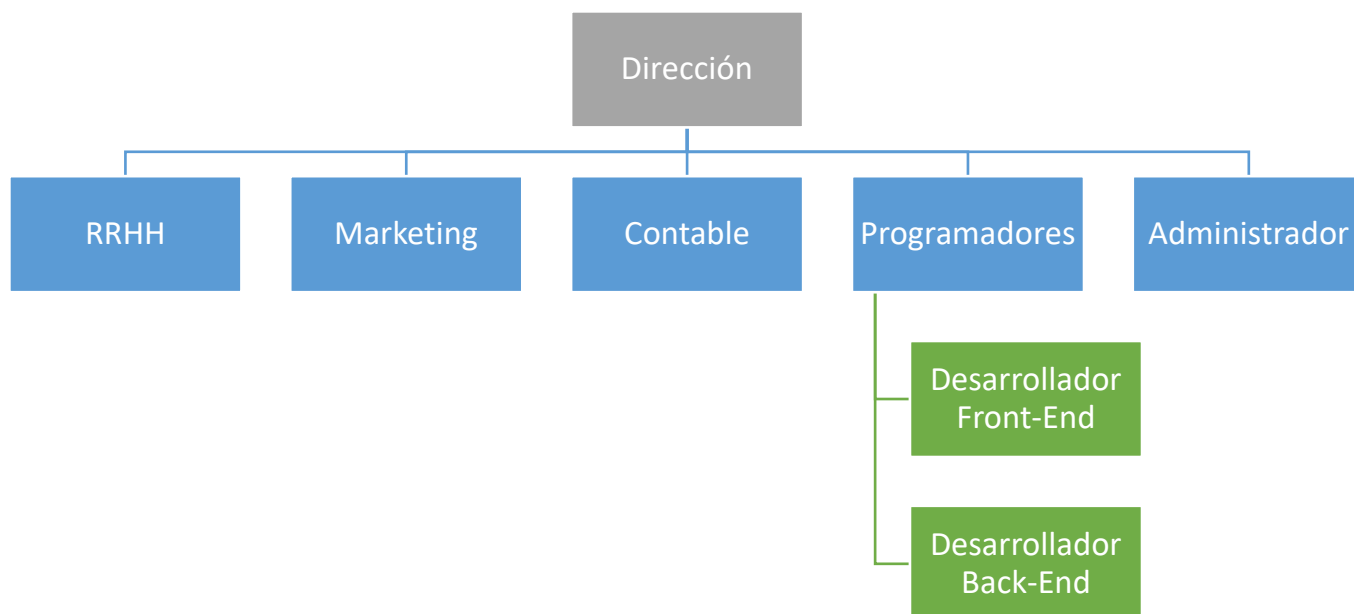 Dirección
RRHH
Marketing
Contable
Programadores
Administrador
Desarrollador
Front-End
Desarrollador
Back-End